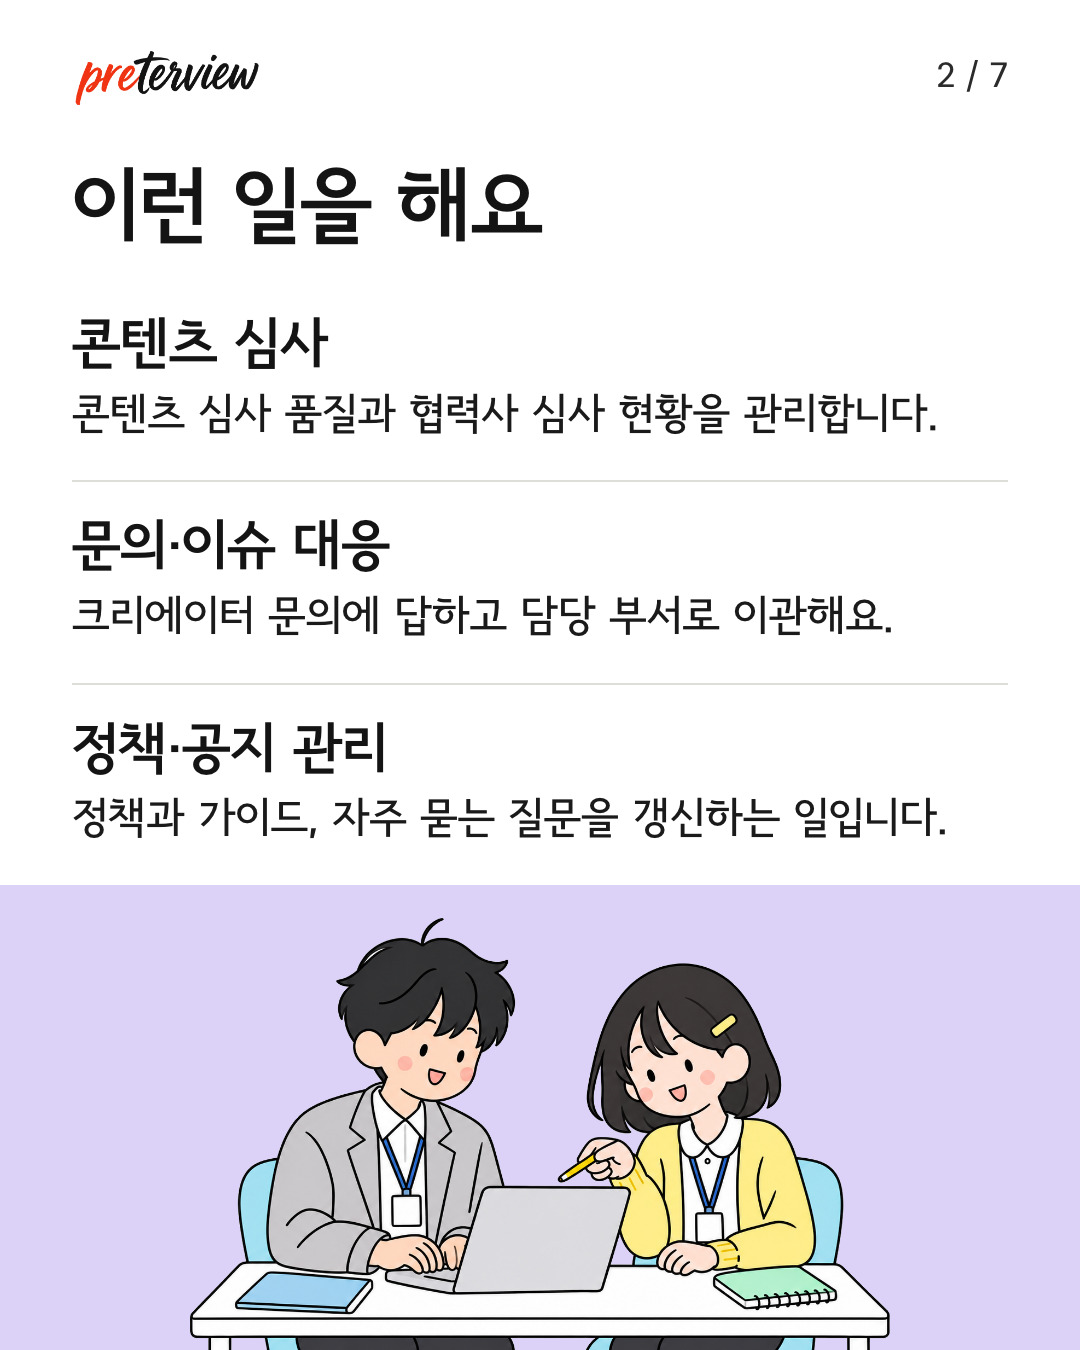 preterview
2 / 7
이런 일을 해요
콘텐츠 심사
콘텐츠 심사 품질과 협력사 심사 현황을 관리합니다.
문의·이슈 대응
크리에이터 문의에 답하고 담당 부서로 이관해요.
정책·공지 관리
정책과 가이드, 자주 묻는 질문을 갱신하는 일입니다.